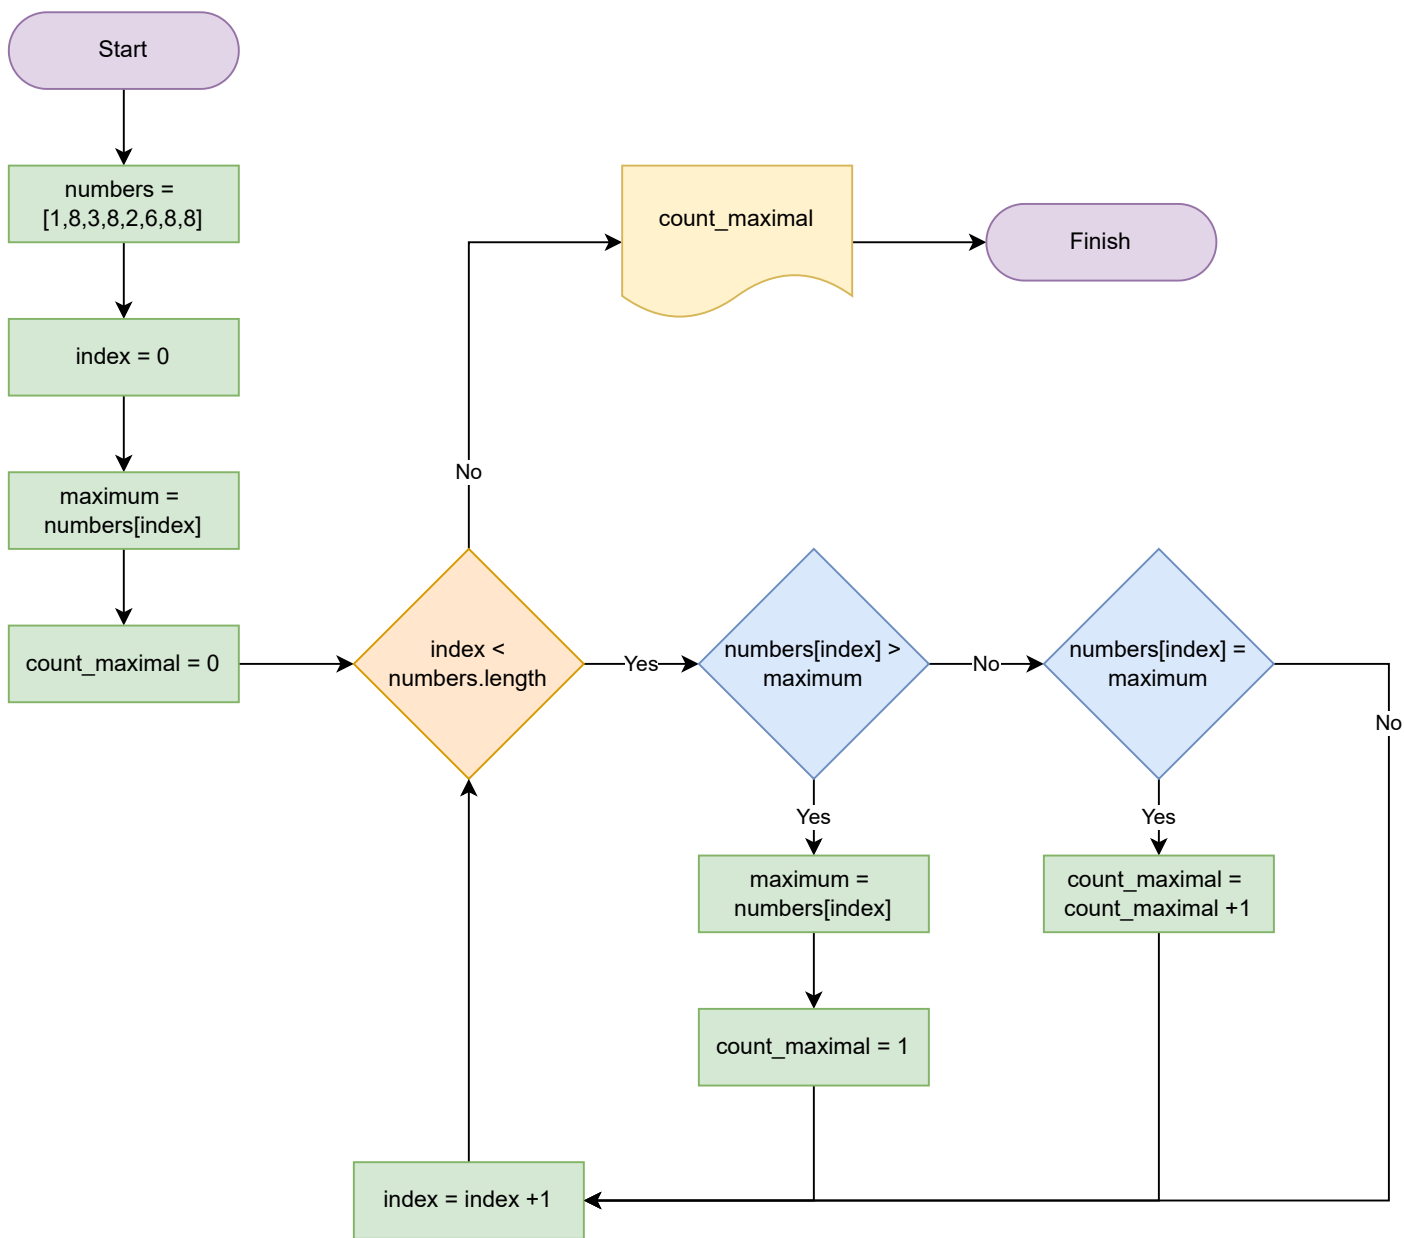 Start
numbers =
[1,8,3,8,2,6,8,8]
index = 0
maximum =
numbers[index]
count_maximal = 0
index <
numbers.length
No
count_maximal
Finish
Yes
numbers[index] >
maximum
No
numbers[index] =
maximum
No
Yes
maximum =
numbers[index]
count_maximal = 1
Yes
count_maximal =
count_maximal +1
index = index +1